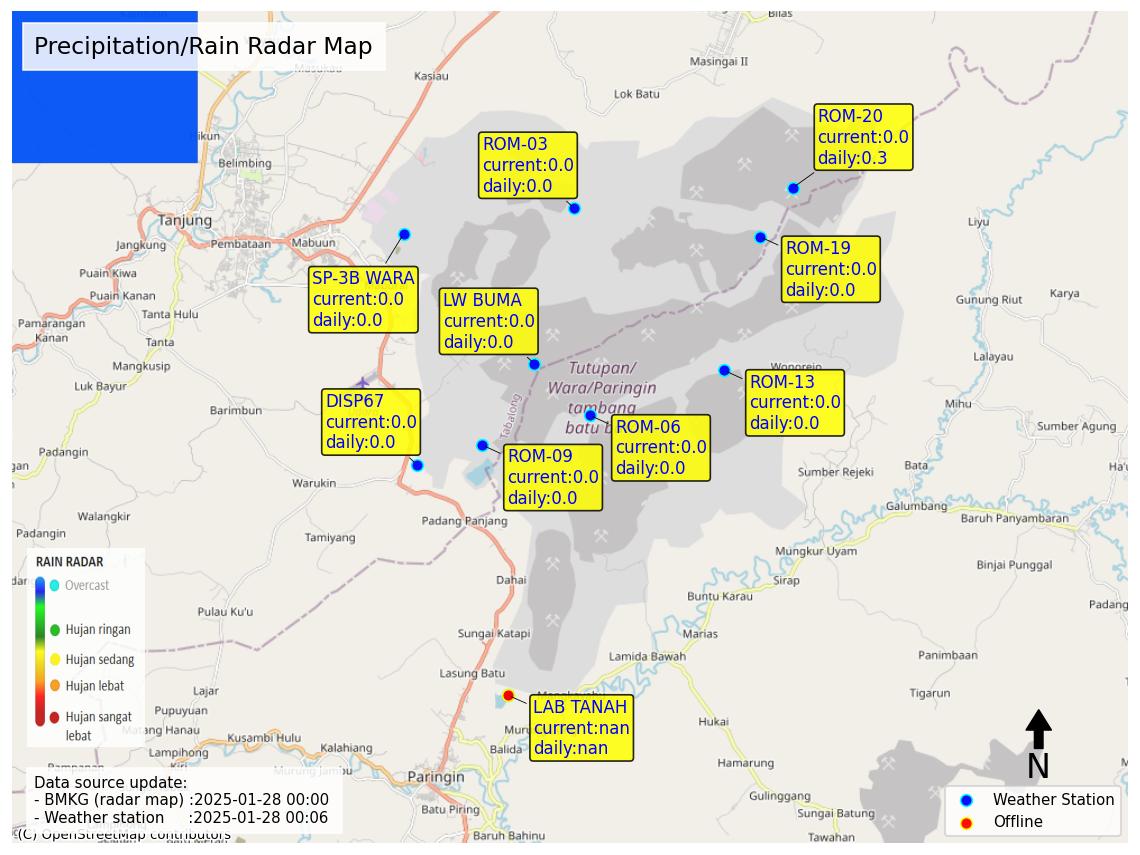 Precipitation/Rain Radar Map
Bilas
Masingai II
Kasiau
Lok Batu
Hikun
Belimbing
ROM-20
current:0.0
daily:0.3
ROM-03
current:0.0
daily:0.0
Tanjung
Jangkung
Pembataan
Mabuun
Liyu
ROM-19
current:0.0
daily:0.0
Puain Kiwa
Puain Kanan
SP-3B WARA
current:0.0
daily:0.0
LW BUMA
current:0.0
daily:0.0
Gunung Riut
Karya
Tanta Hulu
Pamarangan
Kanan
Tanta
Mangkusip
Luk Bayur
Lalayau
Wonorejo
Tutupan/
Wara/Paringin
tambang
batu
ROM-13
current:0.0
daily:0.0
DISP67
current:0.0
daily:0.0
Barimbun
Tabalong
Mihu
ROM-06
current:0.0
daily:0.0
Sumber Agung
Padangin
ROM-09
current:0.0
daily:0.0
Bata
Sumber Rejeki
Warukin
Galumbang
Baruh Panyambaran
Walangkir
Padangin
Padang Panjang
Tamiyang
Mungkur Uyam
Binjai Punggal
RAIN RADAR
Overcast
Hujan ringan
Hujan sedang
Hujan lebat
Hujan sangat
lebat
Dahai
Sirap
Buntu Karau
Padang
Pulau Ku'u
Sungai Katapi
Marias
Lamida Bawah
Panimbaan
Lasung Batu
Lajar
Tigarun
Pupuyuan
LAB TANAH
current:nan
daily:nan
Hukai
Matang Hanau
Kusambi Hulu
Kalahiang
Lampihong
Balida
Murung Jambu
Paringin
Hamarung
N
Gulinggang
Batu Piring
Sungai Batung
Baruh Bahinu
Tawahan
Data source update:
- BMKG (radar map) :2025-01-28 00:00
- Weather station :2025-01-28 00:06
(C) OpenStreetMap contributors
Weather Station
Offline